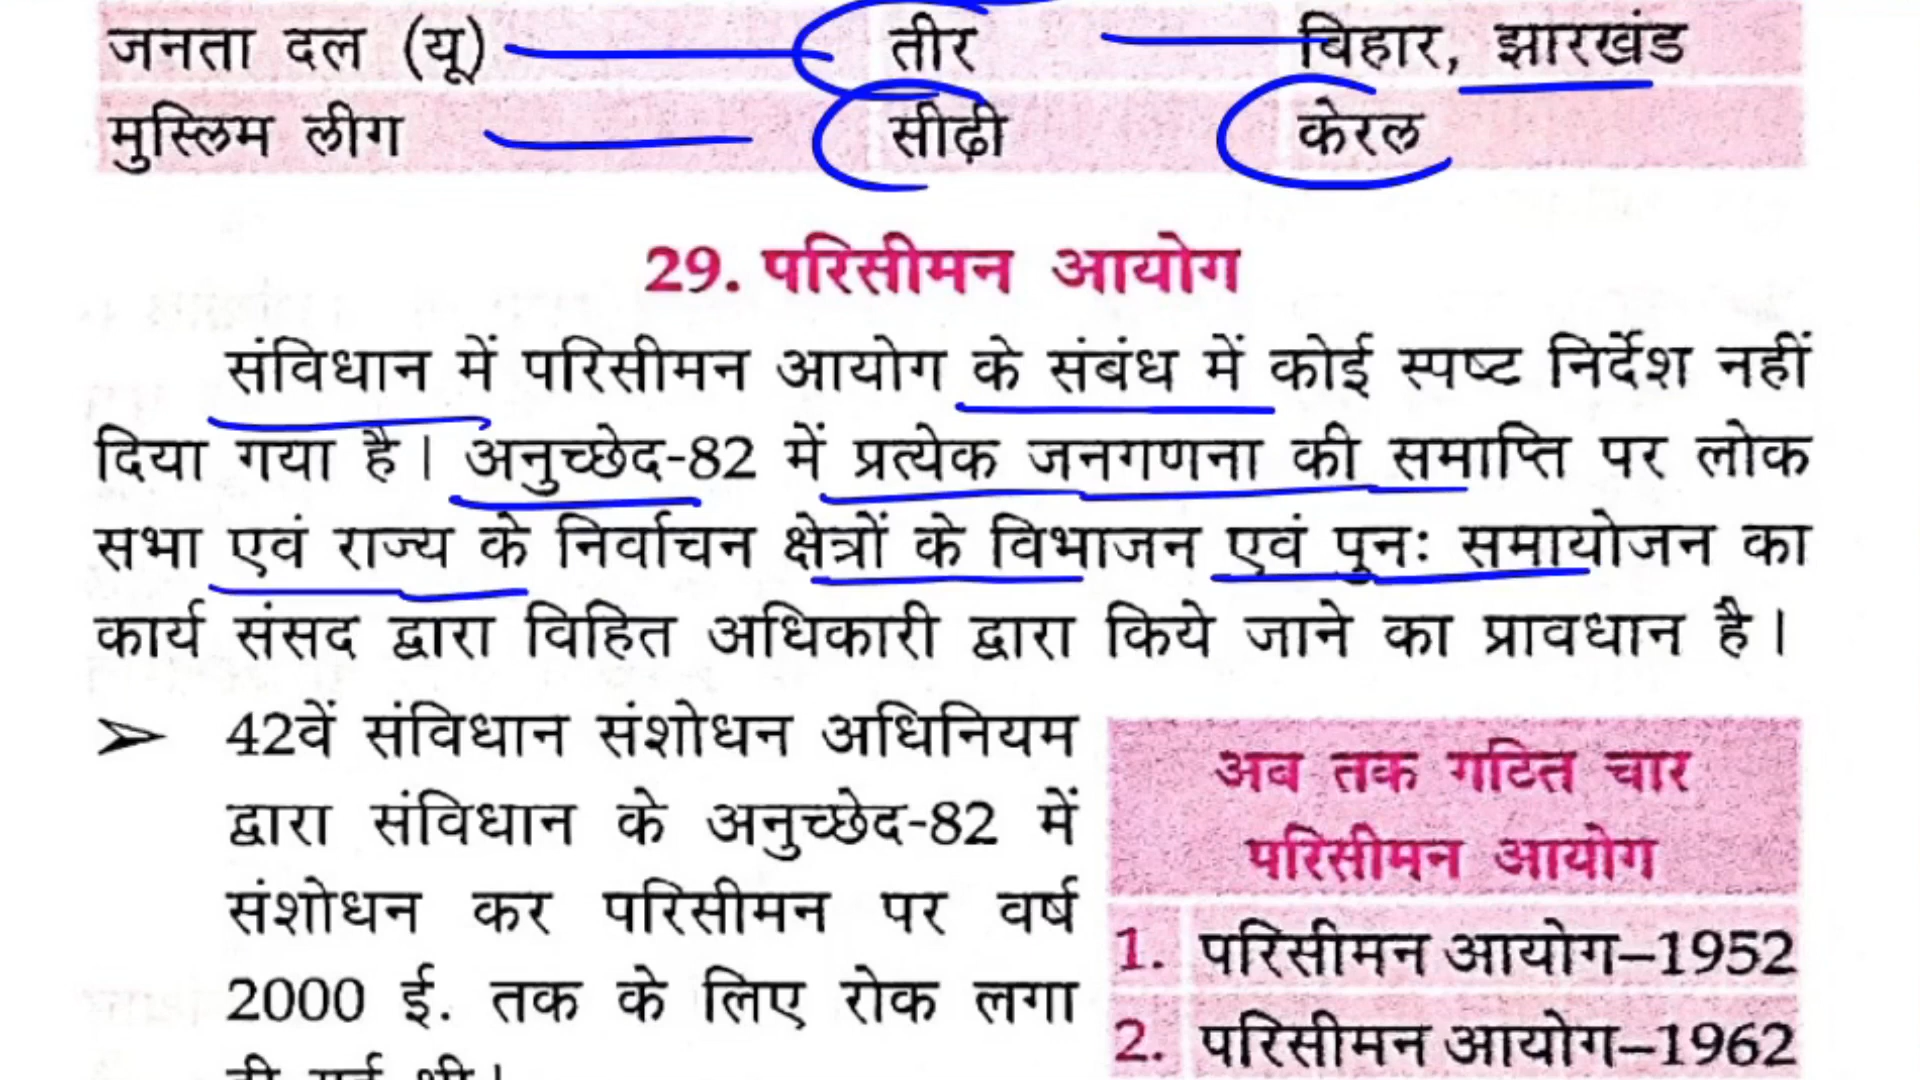 जनता दल (यू) तीर बिहार, झारखंड
मुस्लिम लीग सीढ़ी केरल
29. परिसीमन आयोग
संविधान में परिसीमन आयोग के संबंध में कोई स्पष्ट निर्देश नहीं
दिया गया है। अनुच्छेद-82 में प्रत्येक जनगणना की समाप्ति पर लोक
सभा एवं राज्य के निर्वाचन क्षेत्रों के विभाजन एवं पुनः समायोजन का
कार्य संसद द्वारा विहित अधिकारी द्वारा किये जाने का प्रावधान है।
➢ 42वें संविधान संशोधन अधिनियम
द्वारा संविधान के अनुच्छेद-82 में
संशोधन कर परिसीमन पर वर्ष
2000 ई. तक के लिए रोक लगा
दी गई थी।
अब तक गटित चार
परिसीमन आयोग
1. परिसीमन आयोग–1952
2. परिसीमन आयोग–1962